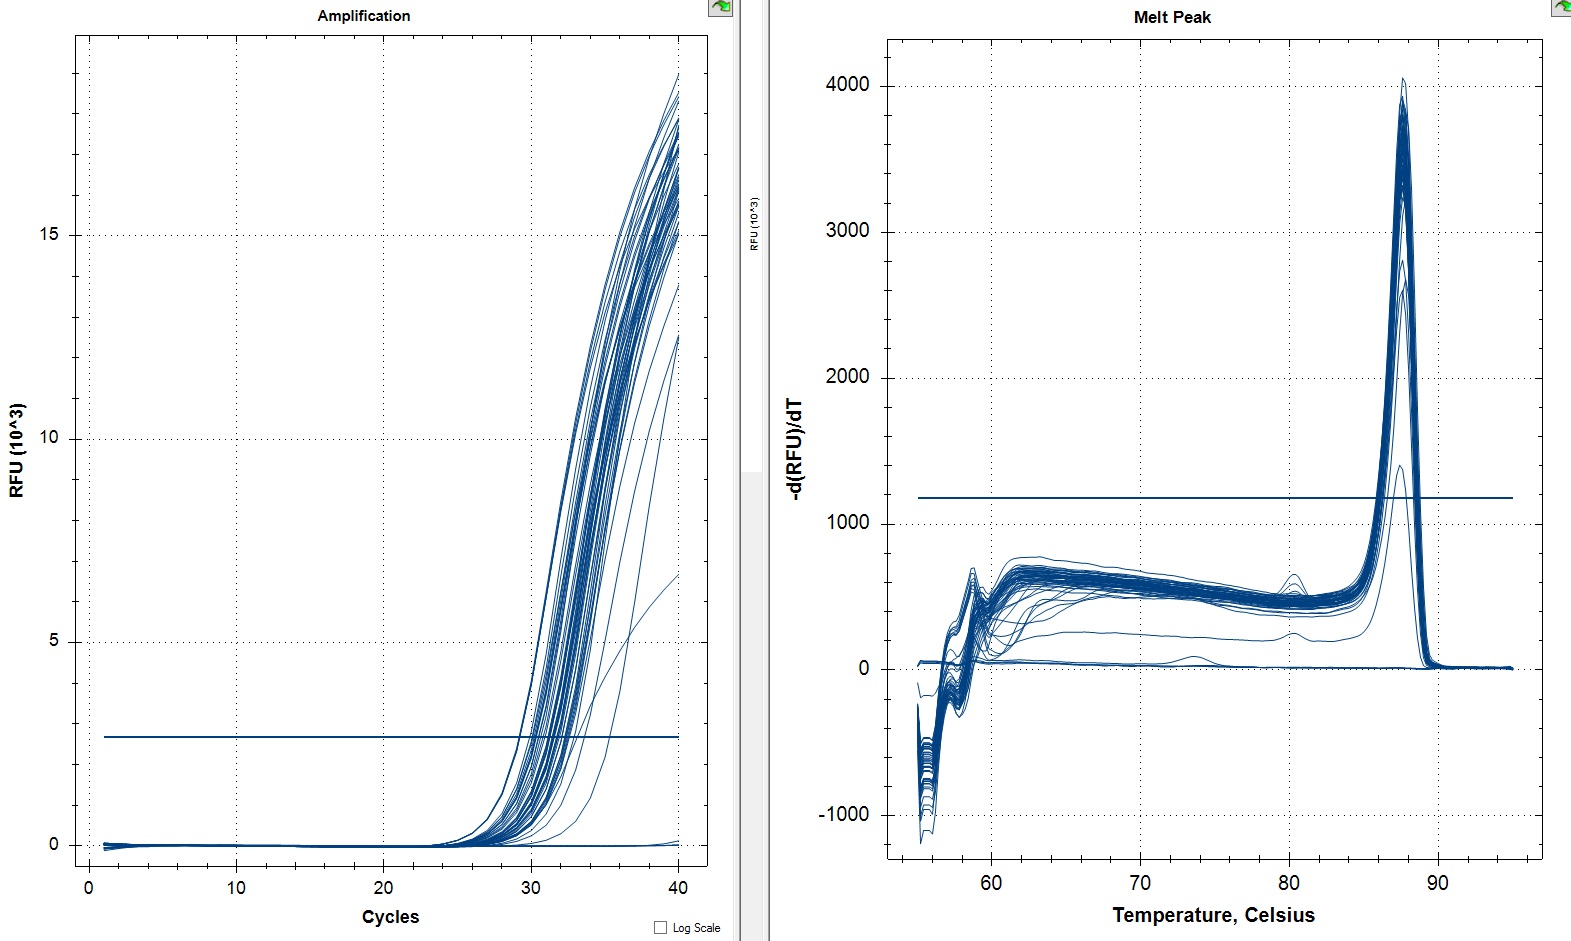 Amplification
15
10
5
0
RFU (10^3)
0 10 20 30 40
Cycles
Log Scale
RFU (10^3)
Melt Peak
4000
3000
2000
1000
0
-1000
-d(RFU)/dT
60 70 80 90
Temperature, Celsius